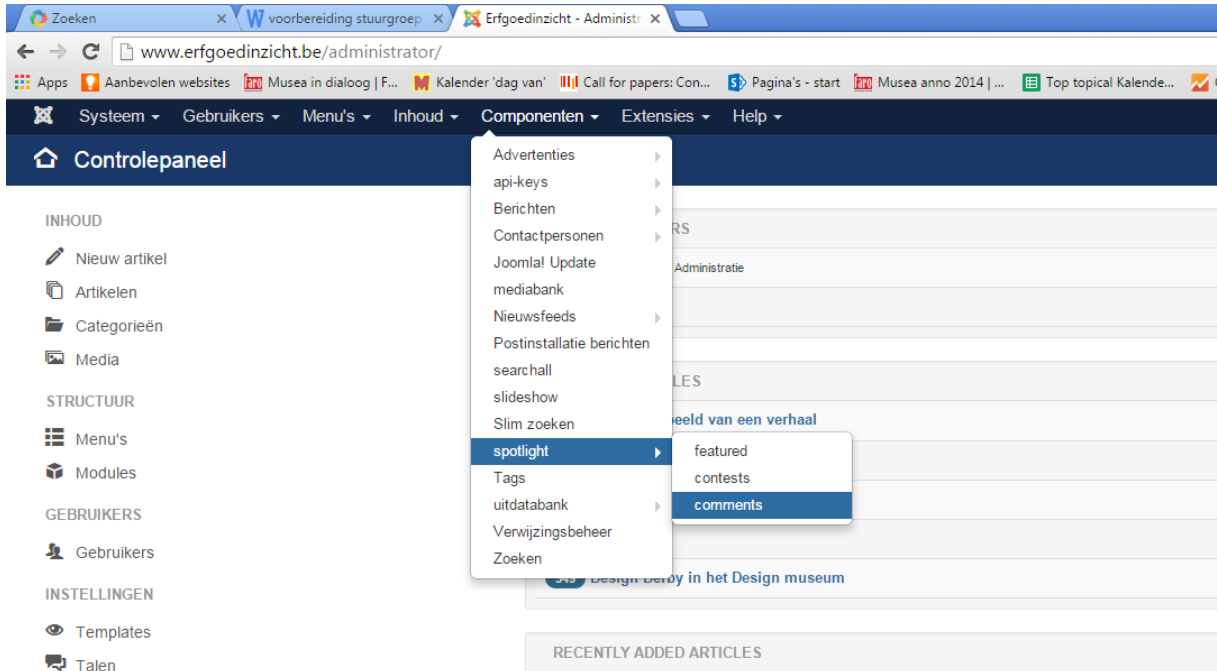 Zoeken
voorbereiding stuurgroep
Erfgoedinzicht - Administr
www.erfgoedinzicht.be/administrator/
Apps Aanbevolen websites Musea in dialoog | F... Kalender 'dag van' Call for papers: Con... Pagina's - start Musea anno 2014 | ... Top topical Kalende...
Systeem Gebruikers Menu's Inhoud Componenten Extensies Help
Controlepaneel
INHOUD
Nieuw artikel
Artikelen
Categorieën
Media
STRUCTUUR
Menu's
Modules
GEBRUIKERS
Gebruikers
INSTELLINGEN
Templates
Talen
Advertenties
api-keys
Berichten
Contactpersonen
Joomla! Update
mediabank
Nieuwsfeeds
Postinstallatie berichten
searchall
slideshow
Slim zoeken
spotlight
Tags
uitdatabank
Verwijzingsbeheer
Zoeken
featured
contests
comments
RS
Administratie
LES
beeld van een verhaal
Design Derby in het Design museum
RECENTLY ADDED ARTICLES